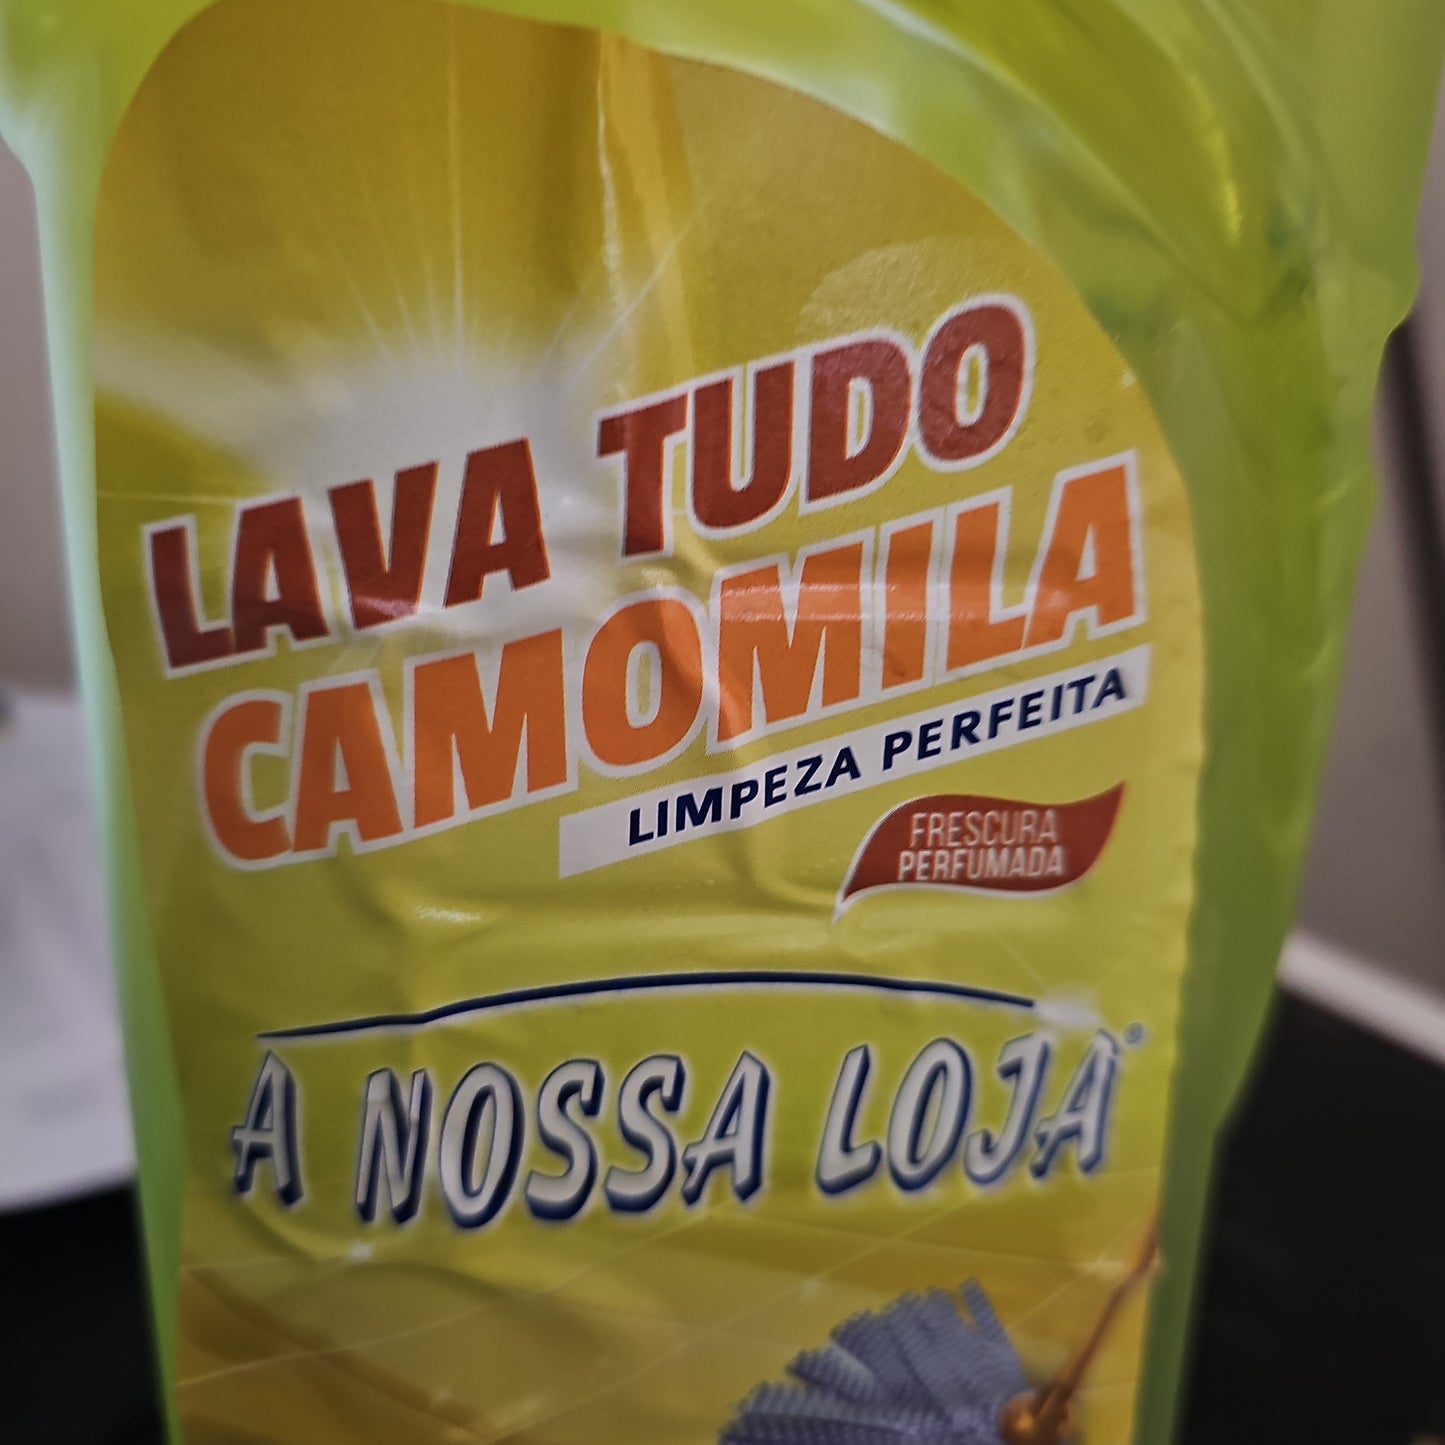 LAVA TUDO
CAMOMILA
LIMPEZA PERFEITA
FRESCURA
PERFUMADA
A NOSSA LOJA®